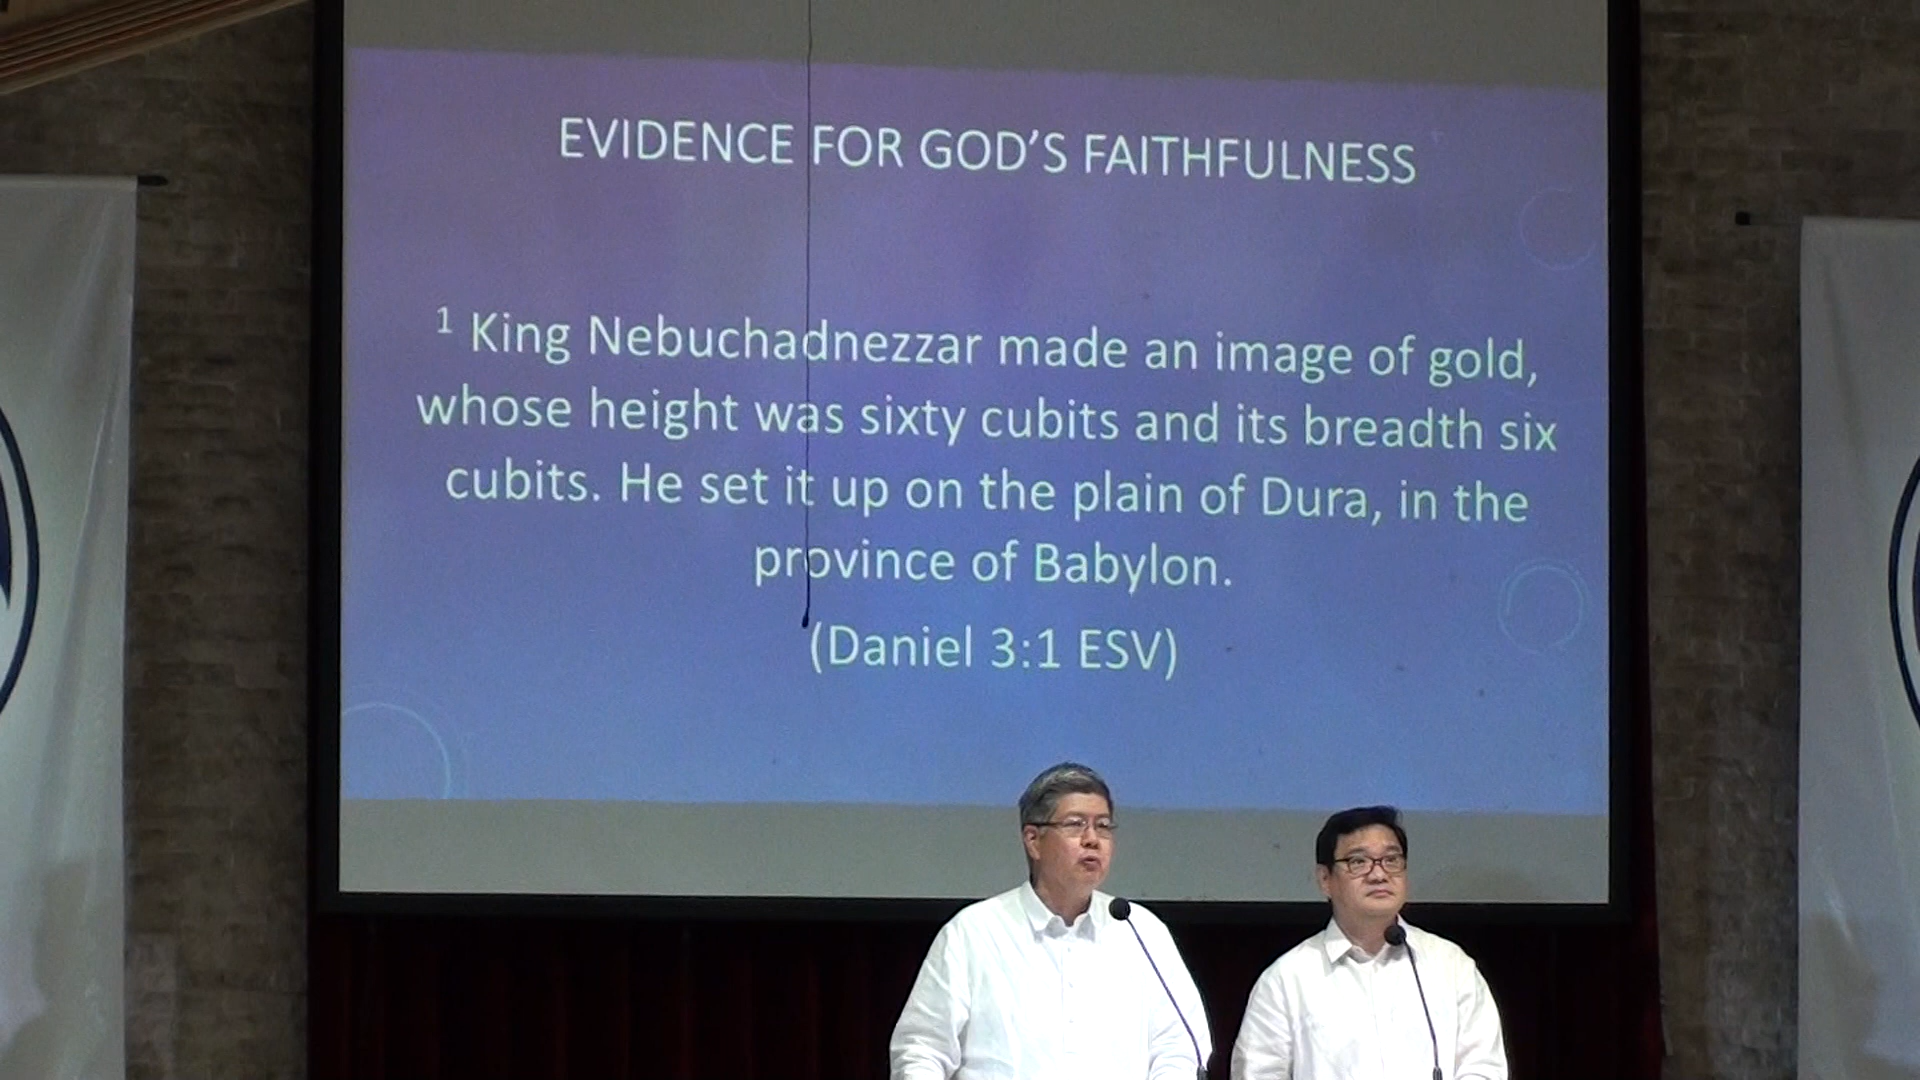 EVIDENCE FOR GOD'S FAITHFULNESS
1 King Nebuchadnezzar made an image of gold,
whose height was sixty cubits and its breadth six
cubits. He set it up on the plain of Dura, in the
province of Babylon.
(Daniel 3:1 ESV)